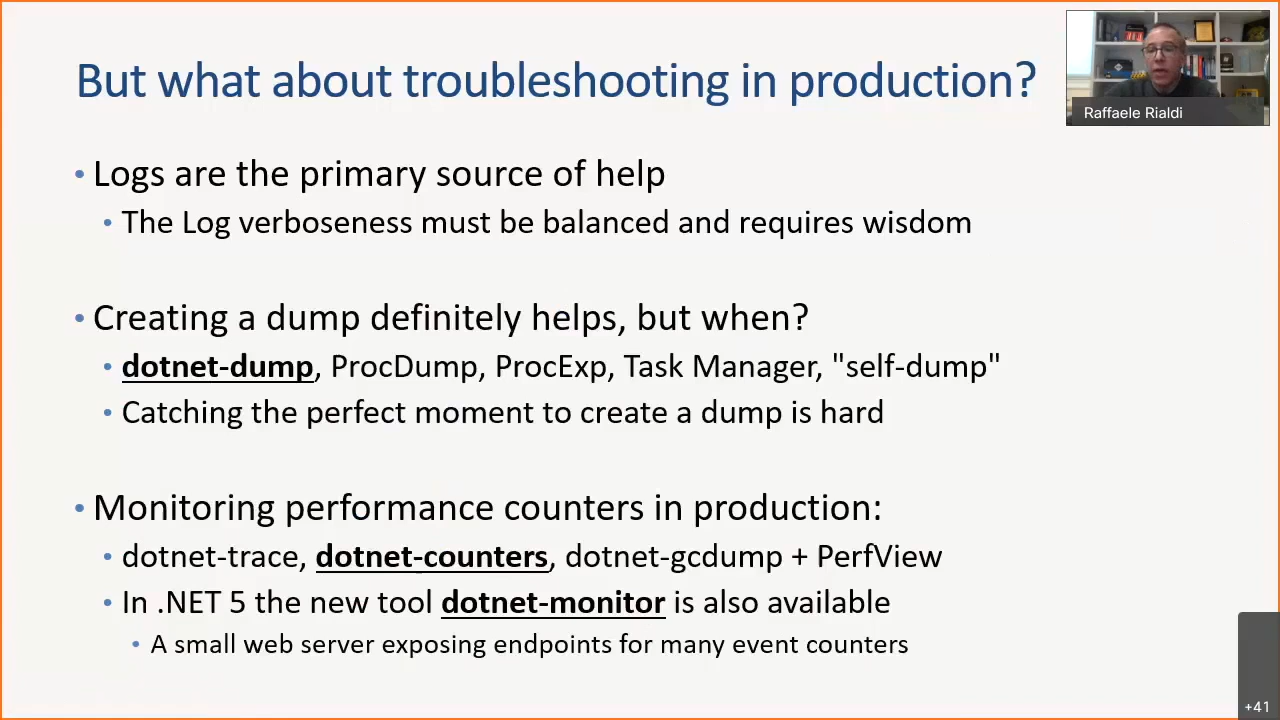 But what about troubleshooting in production?
Raffaele Rialdi
• Logs are the primary source of help
• The Log verboseness must be balanced and requires wisdom
• Creating a dump definitely helps, but when?
• dotnet-dump, ProcDump, ProcExp, Task Manager, "self-dump"
• Catching the perfect moment to create a dump is hard
• Monitoring performance counters in production:
• dotnet-trace, dotnet-counters, dotnet-gcdump + PerfView
• In .NET 5 the new tool dotnet-monitor is also available
• A small web server exposing endpoints for many event counters
+41